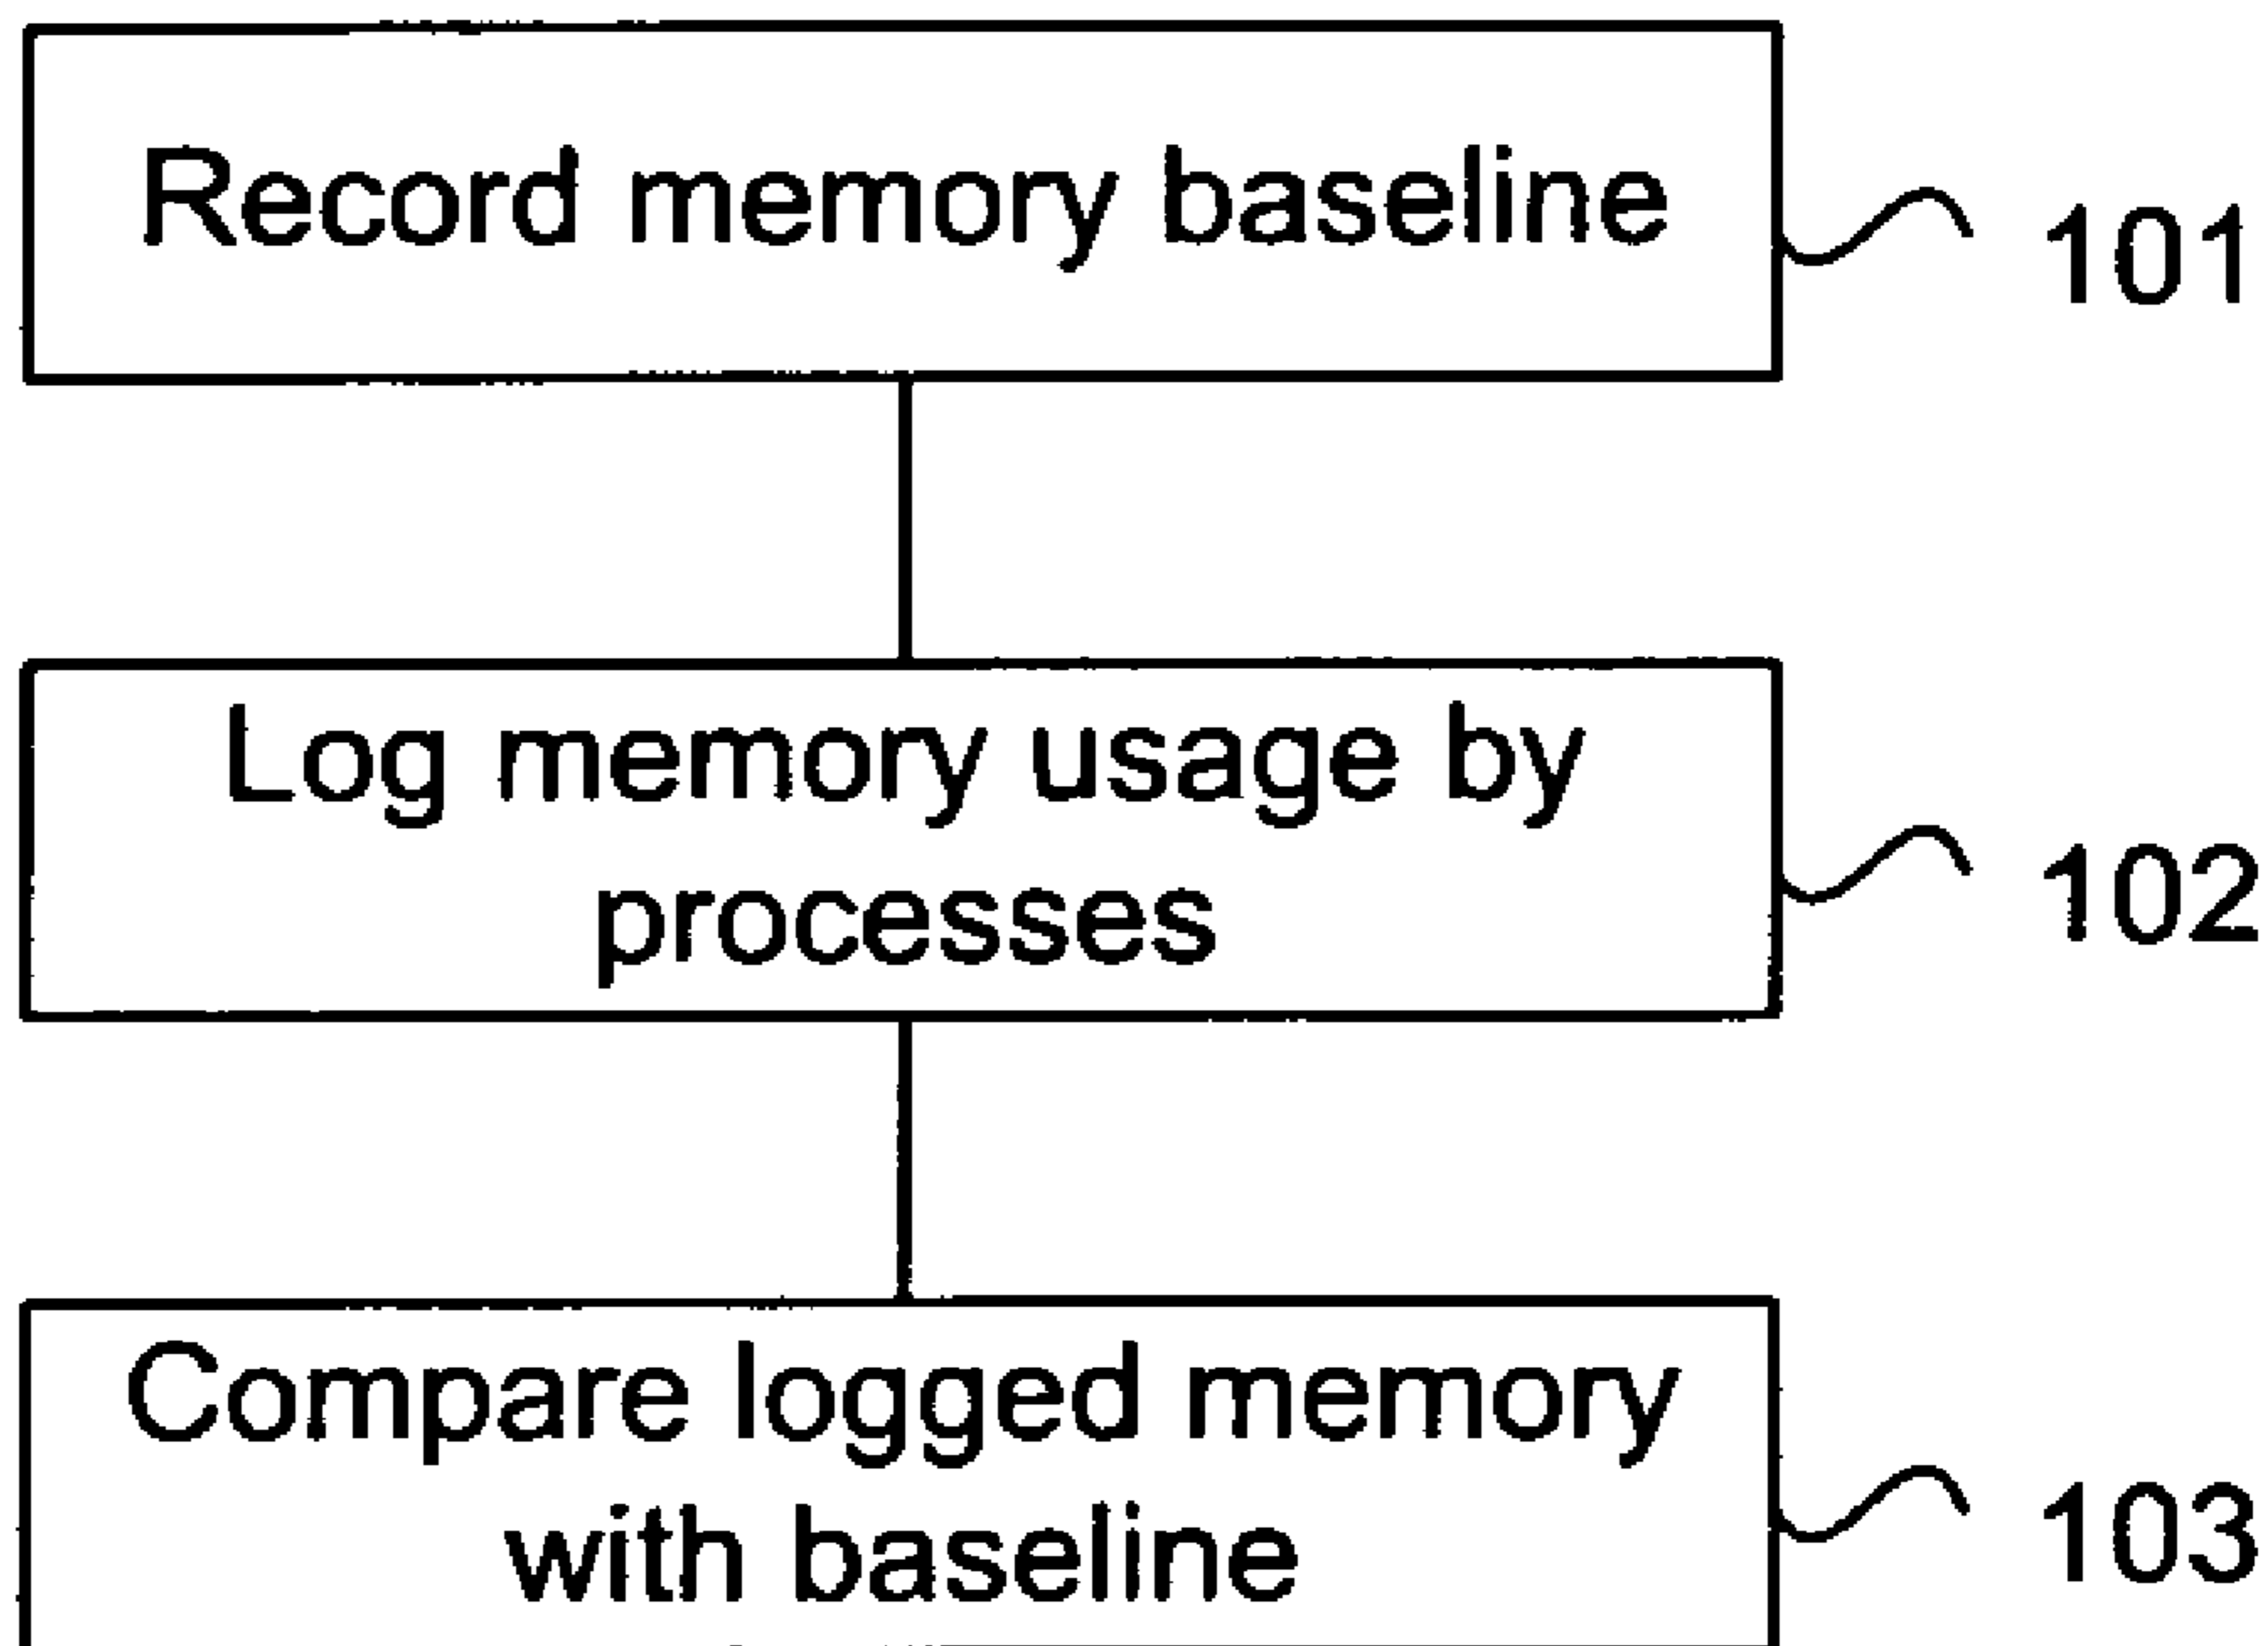 Record memory baseline
101
Log memory usage by
processes
102
Compare logged memory
with baseline
103